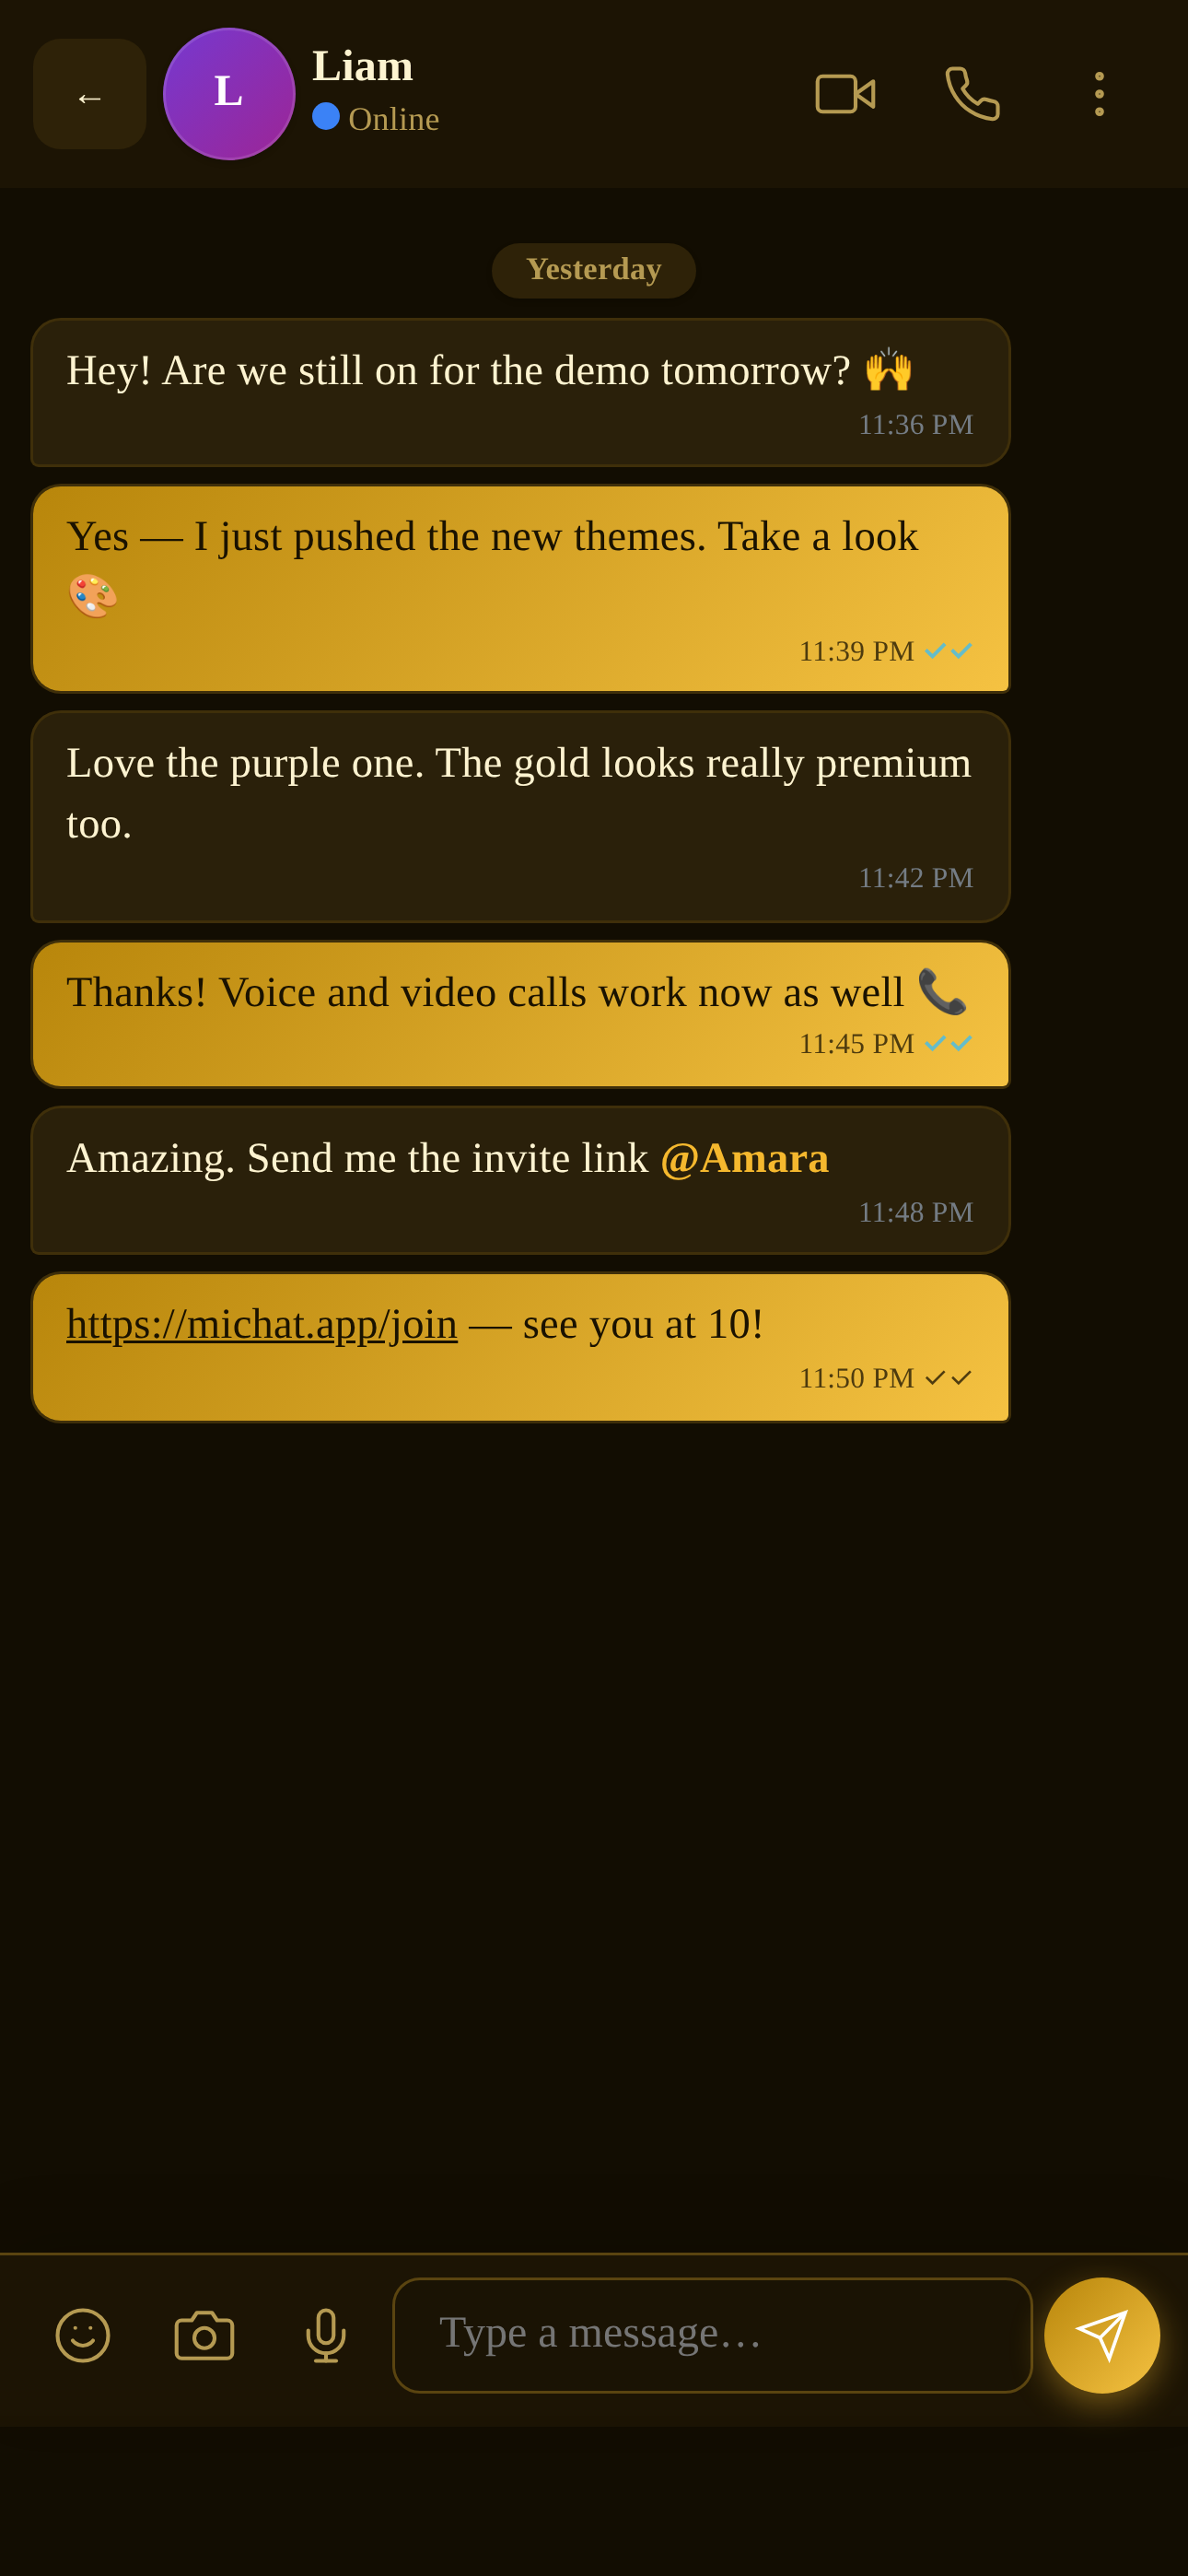 ←
L
Liam
Online
Yesterday
Hey! Are we still on for the demo tomorrow? 🙌
11:36 PM
Yes — I just pushed the new themes. Take a look
🎨
11:39 PM ✓✓
Love the purple one. The gold looks really premium
too.
11:42 PM
Thanks! Voice and video calls work now as well 📞
11:45 PM ✓✓
Amazing. Send me the invite link @Amara
11:48 PM
https://michat.app/join — see you at 10!
11:50 PM ✓✓
Type a message…